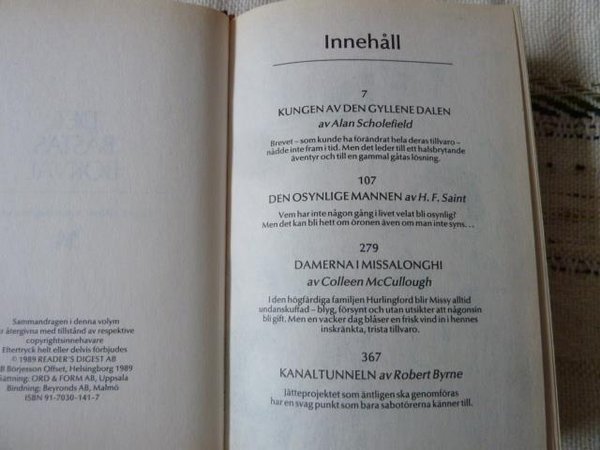 Sammandragen i denna volym
är återgivna med tillstånd av respektive
copyrightsinnehavare
Eftertryck helt eller delvis förbjudes
© 1989 READER'S DIGEST AB
Börjesson Offset, Helsingborg 1989
ORD & FORM AB, Uppsala
Bindning: Beyronds AB, Malmö
ISBN 91-7030-141-7
Innehåll
7
KUNGEN AV DEN GYLLENE DALEN
av Alan Scholefield
Brevet – som kunde ha förändrat hela deras tillvaro –
nådde inte fram i tid. Men det leder till ett halsbrytande
äventyr och till en gammal gåtas lösning.
107
DEN OSYNLIGE MANNEN av H. F. Saint
Vem har inte någon gång i livet velat bli osynlig?
Men det kan bli hett om öronen även om man inte syns...
279
DAMERNA I MISSALONGHI
av Colleen McCullough
I den högfärdiga familjen Hurlingford blir Missy alltid
undanskuffad – blyg, försynt och utan utsikter att någonsin
bli gift. Men en vacker dag blåser en frisk vind in i hennes
inskränkta, trista tillvaro.
367
KANALTUNNELN av Robert Byrne
Jätteprojektet som äntligen ska genomföras
har en svag punkt som bara sabotörerna känner till.